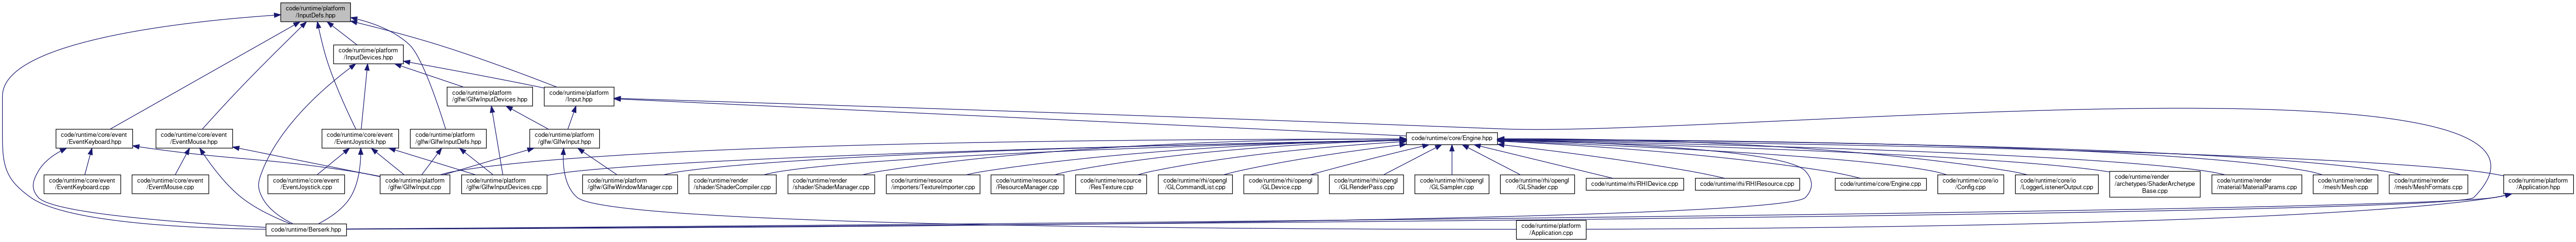 code/runtime/platform
/InputDefs.hpp
code/runtime/platform
/InputDevices.hpp
code/runtime/platform
/glfw/GlfwInputDevices.hpp
code/runtime/platform
/Input.hpp
code/runtime/core/event
/EventKeyboard.hpp
code/runtime/core/event
/EventMouse.hpp
code/runtime/core/event
/EventJoystick.hpp
code/runtime/platform
/glfw/GlfwInputDefs.hpp
code/runtime/platform
/glfw/GlfwInput.hpp
code/runtime/core/Engine.hpp
code/runtime/core/event
/EventKeyboard.cpp
code/runtime/core/event
/EventMouse.cpp
code/runtime/core/event
/EventJoystick.cpp
code/runtime/platform
/glfw/GlfwInput.cpp
code/runtime/platform
/glfw/GlfwInputDevices.cpp
code/runtime/platform
/glfw/GlfwWindowManager.cpp
code/runtime/render
/shader/ShaderCompiler.cpp
code/runtime/render
/shader/ShaderManager.cpp
code/runtime/resource
/importers/TextureImporter.cpp
code/runtime/resource
/ResourceManager.cpp
code/runtime/resource
/ResTexture.cpp
code/runtime/rhi/opengl
/GLCommandList.cpp
code/runtime/rhi/opengl
/GLDevice.cpp
code/runtime/rhi/opengl
/GLRenderPass.cpp
code/runtime/rhi/opengl
/GLSampler.cpp
code/runtime/rhi/opengl
/GLShader.cpp
code/runtime/rhi/RHIDevice.cpp
code/runtime/rhi/RHIResource.cpp
code/runtime/core/Engine.cpp
code/runtime/core/io
/Config.cpp
code/runtime/core/io
/LoggerListenerOutput.cpp
code/runtime/render
/archetypes/ShaderArchetype
Base.cpp
code/runtime/render
/material/MaterialParams.cpp
code/runtime/render
/mesh/Mesh.cpp
code/runtime/render
/mesh/MeshFormats.cpp
code/runtime/platform
/Application.hpp
code/runtime/Berserk.hpp
code/runtime/platform
/Application.cpp